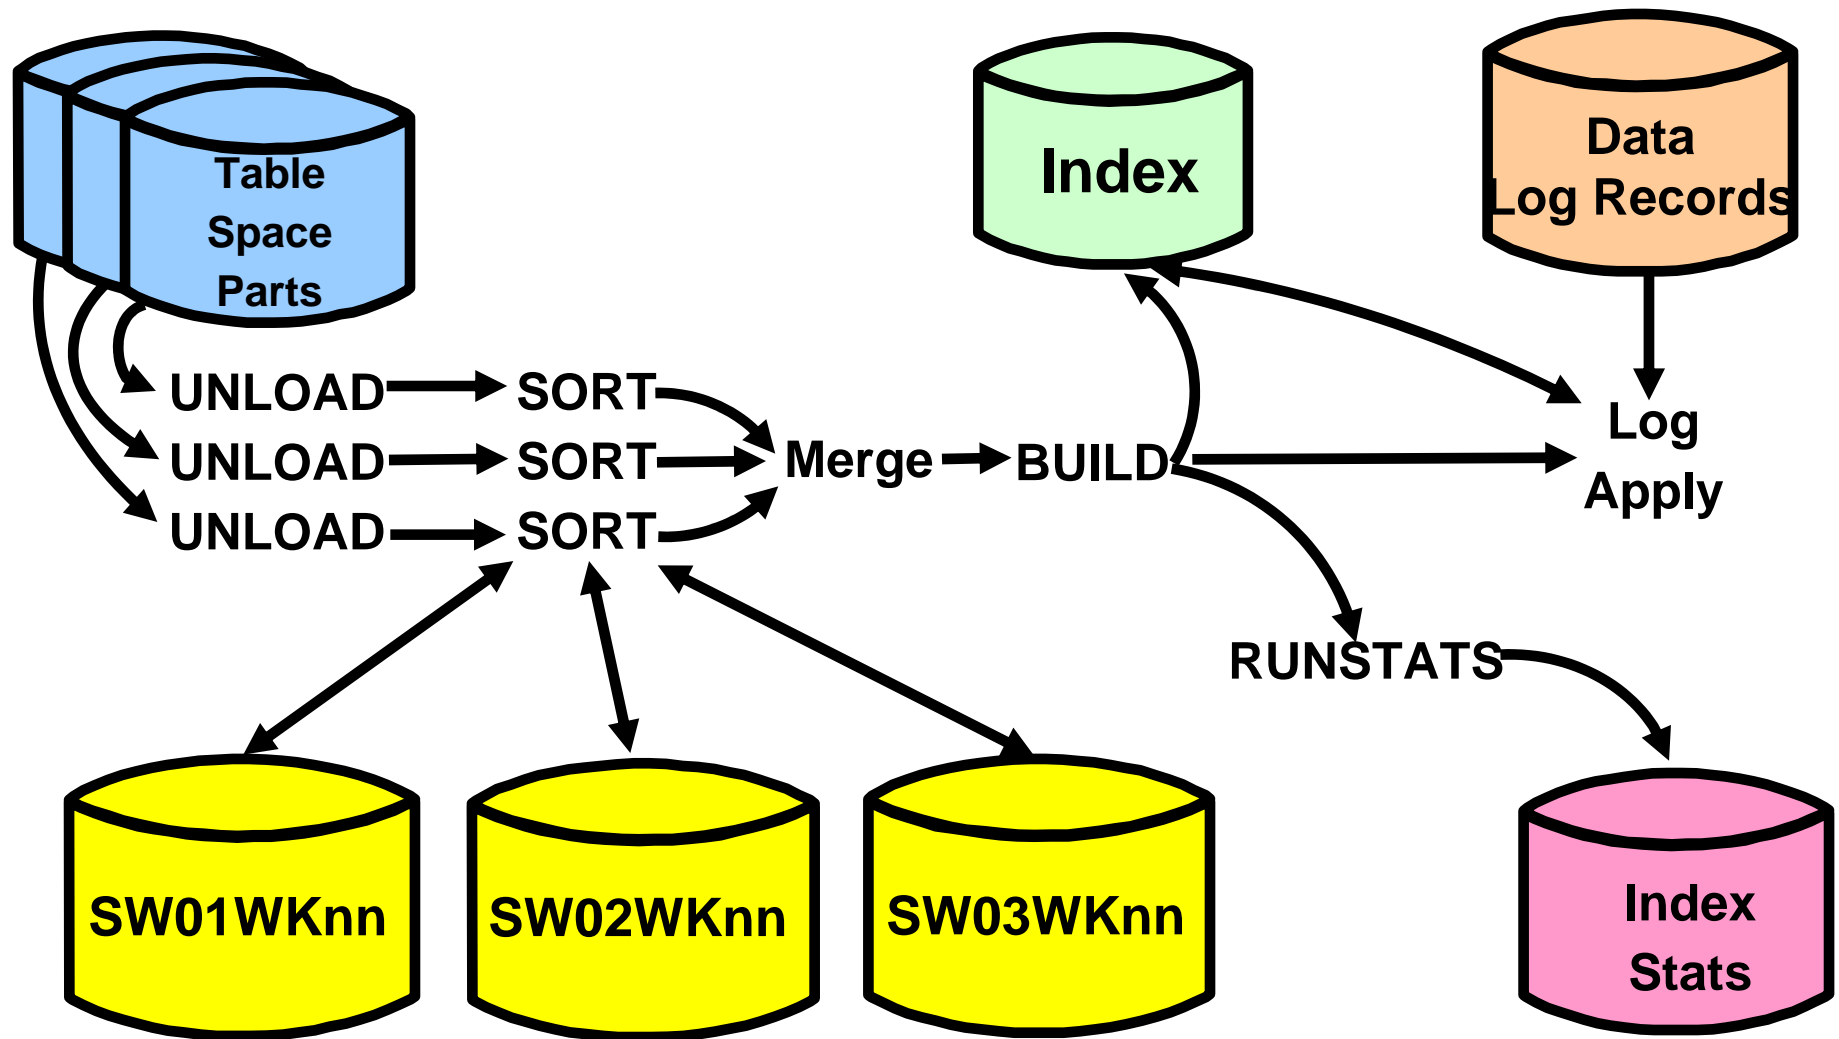 Table
Space
Parts
Index
Data
Log Records
UNLOAD
SORT
UNLOAD
SORT
UNLOAD
SORT
Merge
BUILD
Log
Apply
RUNSTATS
SW01WKnn
SW02WKnn
SW03WKnn
Index
Stats